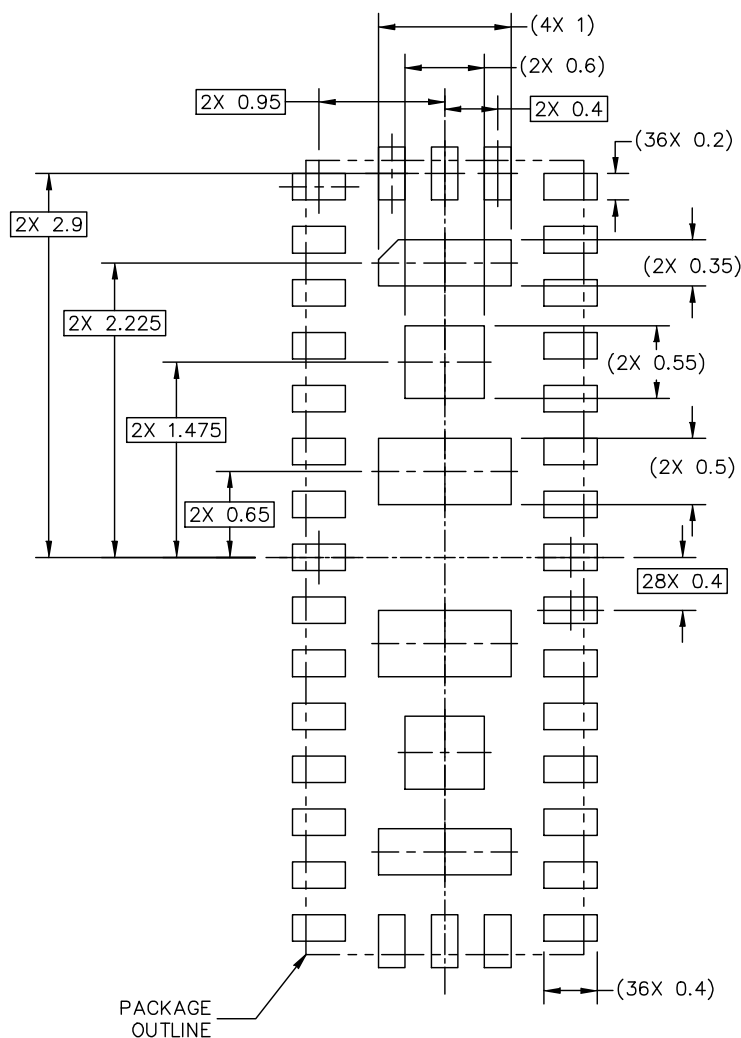 (4X 1)
(2X 0.6)
2X 0.95
2X 0.4
(36X 0.2)
2X 2.9
(2X 0.35)
2X 2.225
(2X 0.55)
2X 1.475
(2X 0.5)
2X 0.65
28X 0.4
(36X 0.4)
PACKAGE
OUTLINE